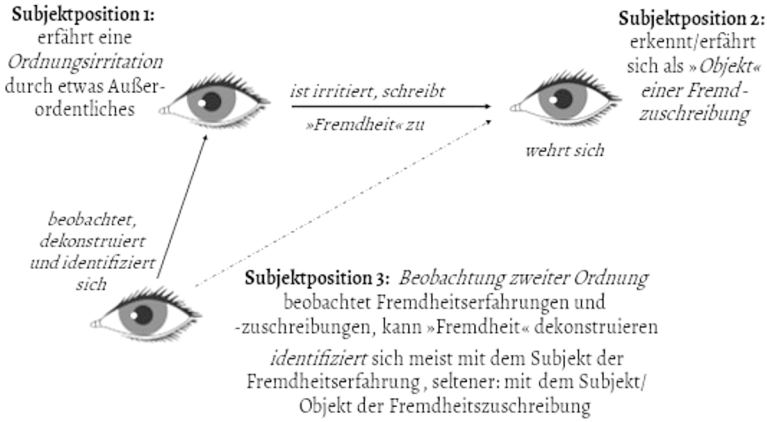 Subjektposition 1:
erfährt eine
Ordnungsirritation
durch etwas Außer-
ordentliches
ist irritiert, schreibt
»Fremdheit« zu
Subjektposition 2:
erkennt/erfährt
sich als »Objekt«
einer Fremd-
zuschreibung
wehrt sich
beobachtet,
dekonstruiert
und identifiziert
sich
Subjektposition 3: Beobachtung zweiter Ordnung
beobachtet Fremdheitserfahrungen und
-zuschreibungen, kann »Fremdheit« dekonstruieren
identifiziert sich meist mit dem Subjekt der
Fremdheitserfahrung, seltener: mit dem Subjekt/
Objekt der Fremdheitszuschreibung